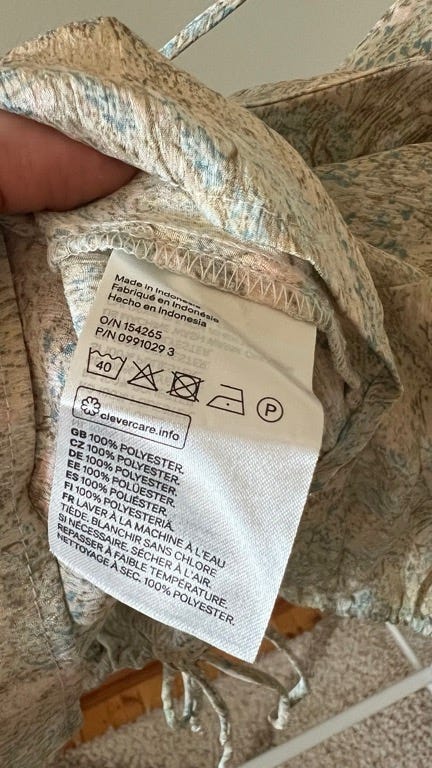 Made in Indonesia
Fabriqué en Indonésie
Hecho en Indonesia
O/N 154265
P/N 0991029 3
40 P
clevercare.info
GB 100% POLYESTER.
CZ 100% POLYESTER.
DE 100% POLYESTER.
EE 100% POLÜESTER.
ES 100% POLIÉSTER.
FI 100% POLYESTERIÄ.
FR LAVER À LA MACHINE À L'EAU
TIÈDE. BLANCHIR SANS CHLORE
SI NÉCESSAIRE. SÉCHER À L'AIR.
REPASSER À FAIBLE TEMPÉRATURE.
NETTOYAGE À SEC. 100% POLYESTER.